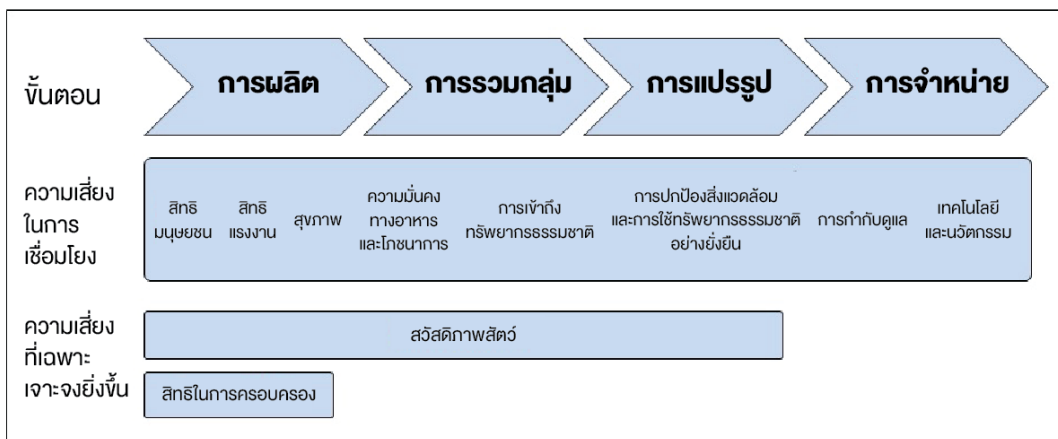 ขั้นตอน
การผลิต
การรวมกลุ่ม
การแปรรูป
การจำหน่าย
ความเสี่ยง
ในการ
เชื่อมโยง
สิทธิ
มนุษยชน
สิทธิ
แรงงาน
สุขภาพ
ความมั่นคง
ทางอาหาร
และโภชนาการ
การเข้าถึง
ทรัพยากรธรรมชาติ
การปกป้องสิ่งแวดล้อม
และการใช้ทรัพยากรธรรมชาติ
อย่างยั่งยืน
การกำกับดูแล
เทคโนโลยี
และนวัตกรรม
ความเสี่ยง
ที่เฉพาะ
เจาะจงยิ่งขึ้น
สวัสดิภาพสัตว์
สิทธิในการครอบครอง